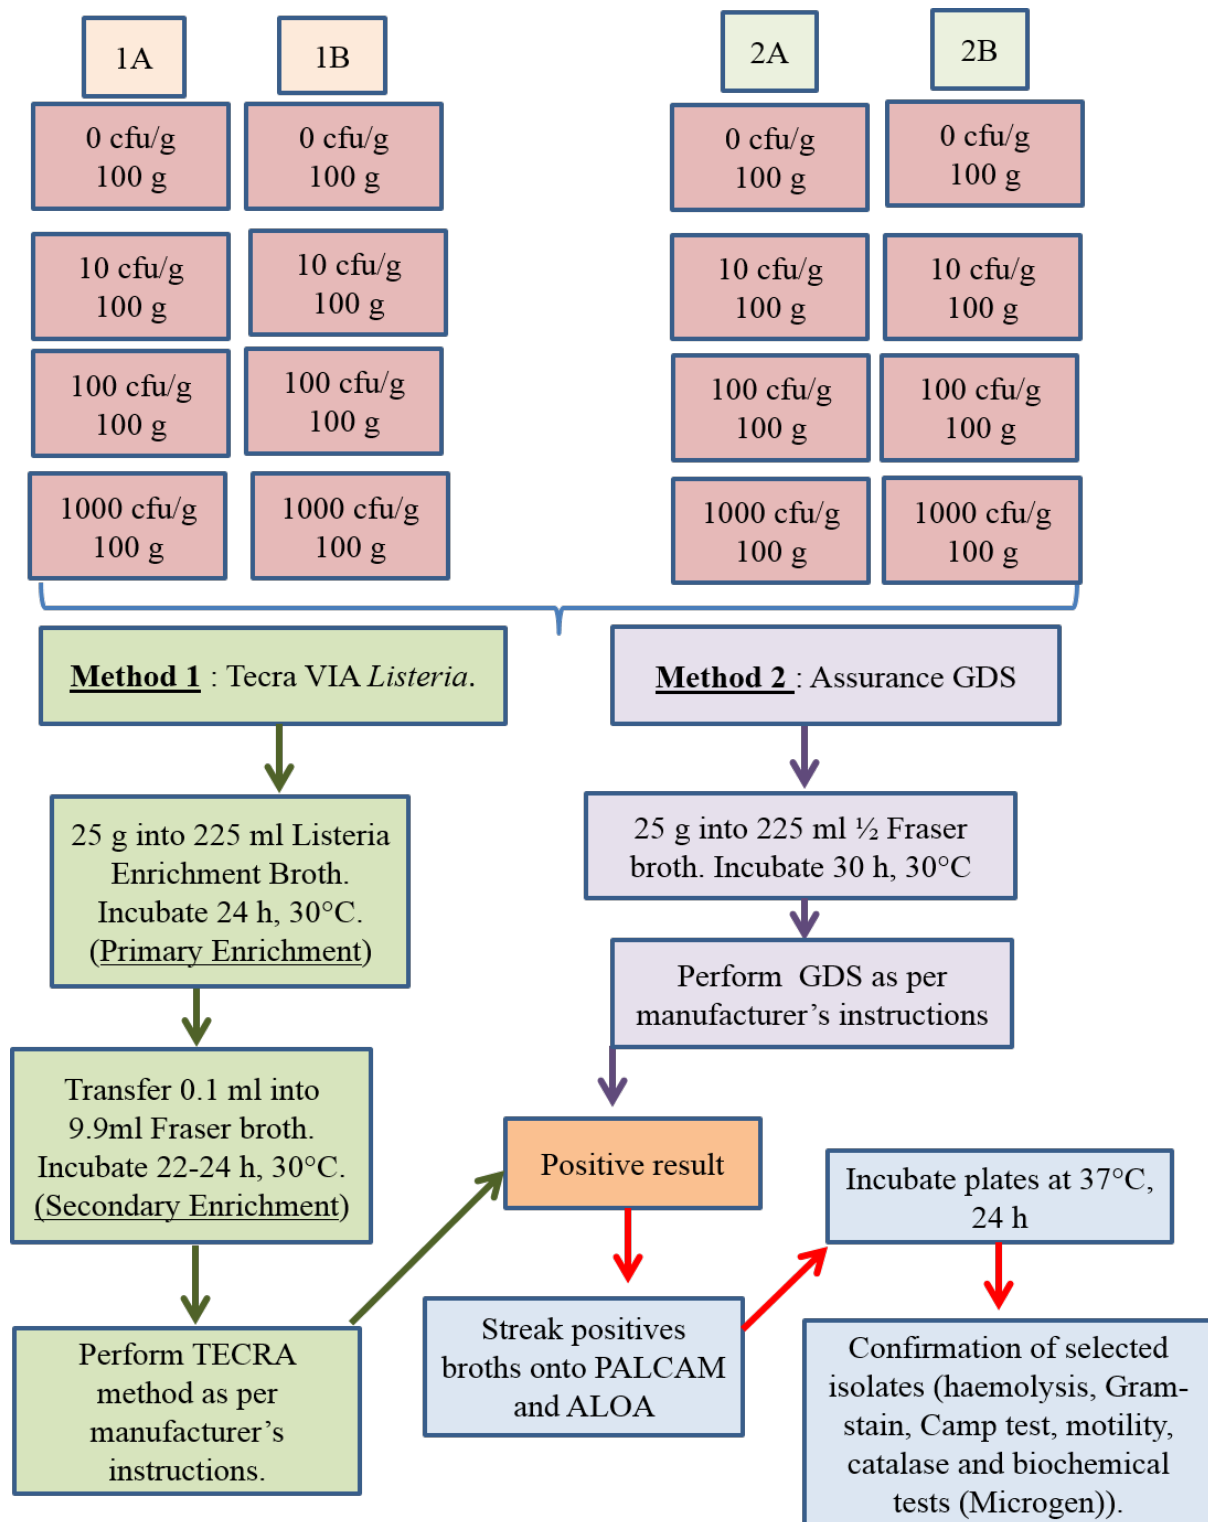 1A
1B
2A
2B
0 cfu/g
100 g
0 cfu/g
100 g
0 cfu/g
100 g
0 cfu/g
100 g
10 cfu/g
100 g
10 cfu/g
100 g
10 cfu/g
100 g
10 cfu/g
100 g
100 cfu/g
100 g
100 cfu/g
100 g
100 cfu/g
100 g
100 cfu/g
100 g
1000 cfu/g
100 g
1000 cfu/g
100 g
1000 cfu/g
100 g
1000 cfu/g
100 g
Method 1 : Tecra VIA Listeria.
25 g into 225 ml Listeria
Enrichment Broth.
Incubate 24 h, 30°C.
(Primary Enrichment)
Transfer 0.1 ml into
9.9ml Fraser broth.
Incubate 22-24 h, 30°C.
(Secondary Enrichment)
Perform TECRA
method as per
manufacturer’s
instructions.
Method 2 : Assurance GDS
25 g into 225 ml ½ Fraser
broth. Incubate 30 h, 30°C
Perform  GDS as per
manufacturer’s instructions
Positive result
Streak positives
broths onto PALCAM
and ALOA
Incubate plates at 37°C,
24 h
Confirmation of selected
isolates (haemolysis, Gram-
stain, Camp test, motility,
catalase and biochemical
tests (Microgen)).